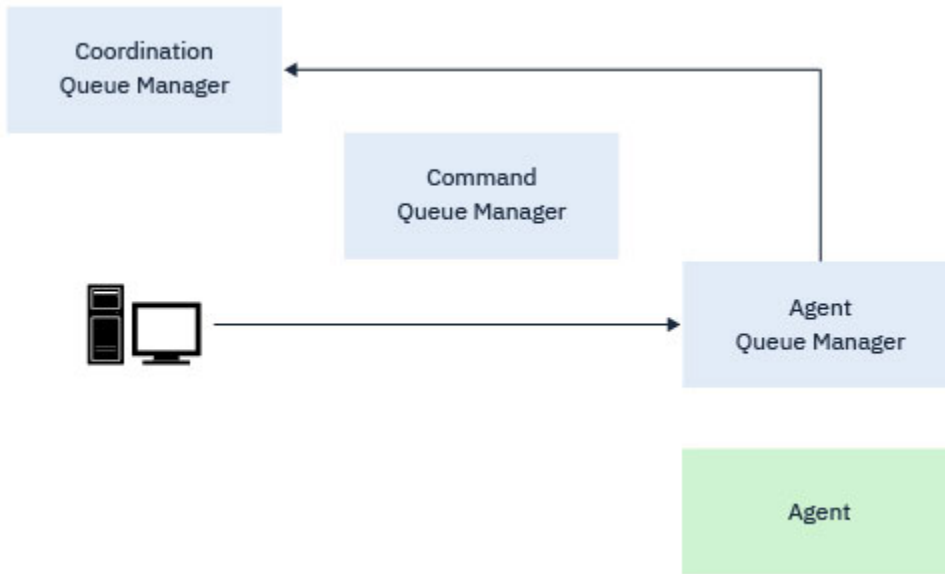 Coordination
Queue Manager
Command
Queue Manager
Agent
Queue Manager
Agent